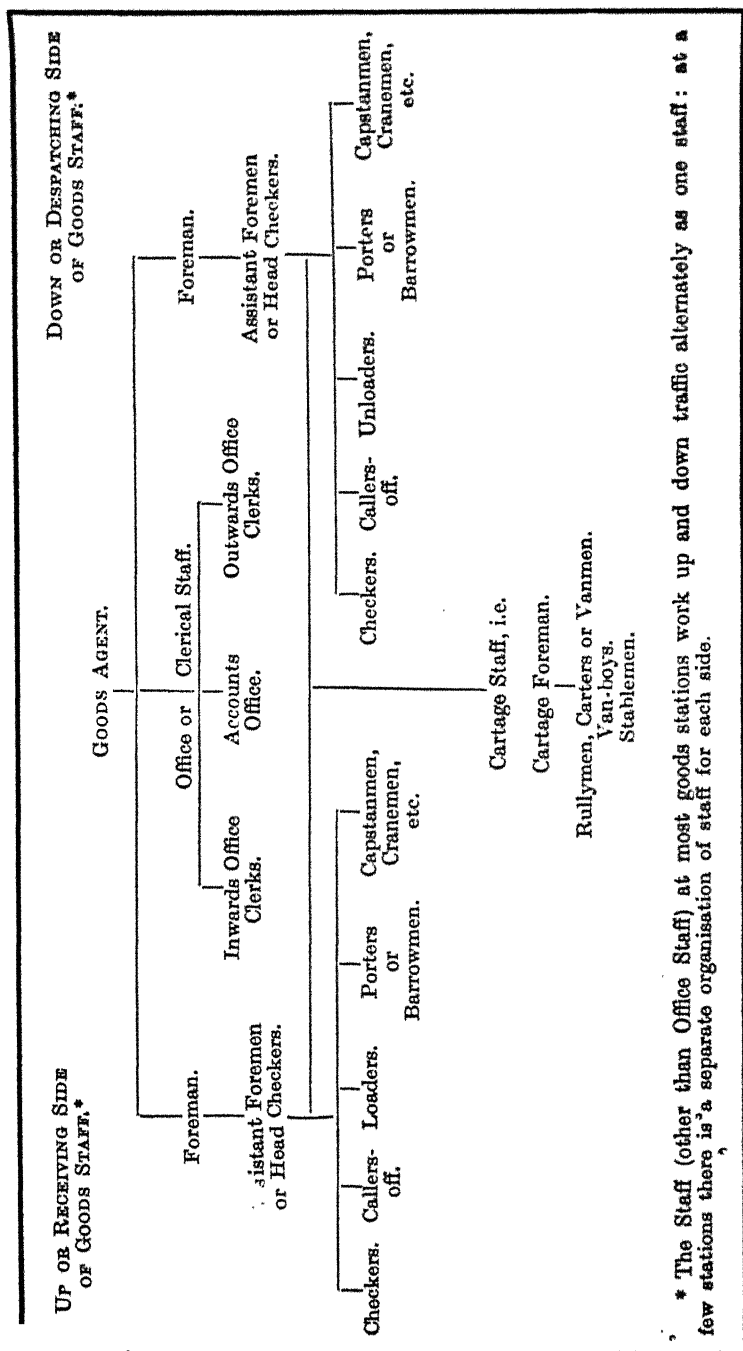 UP OR RECEIVING SIDE
OF GOODS STAFF.*
GOODS AGENT.
DOWN OR DESPATCHING SIDE
OF GOODS STAFF.*
Foreman.
Office or Clerical Staff.
Foreman.
sistant Foremen
or Head Checkers.
Inwards Office
Clerks.
Accounts
Office.
Outwards Office
Clerks.
Assistant Foremen
or Head Checkers.
Checkers.
Callers-
off.
Loaders.
Porters
or
Barrowmen.
Capstanmen,
Cranemen,
etc.
Checkers.
Callers-
off.
Unloaders.
Porters
or
Barrowmen.
Capstanmen,
Cranemen,
etc.
Cartage Staff, i.e.
Cartage Foreman.
Rullymen, Carters or Vanmen.
Van-boys.
Stablemen.
* The Staff (other than Office Staff) at most goods stations work up and down traffic alternately as one staff: at a
few stations there is a separate organisation of staff for each side.